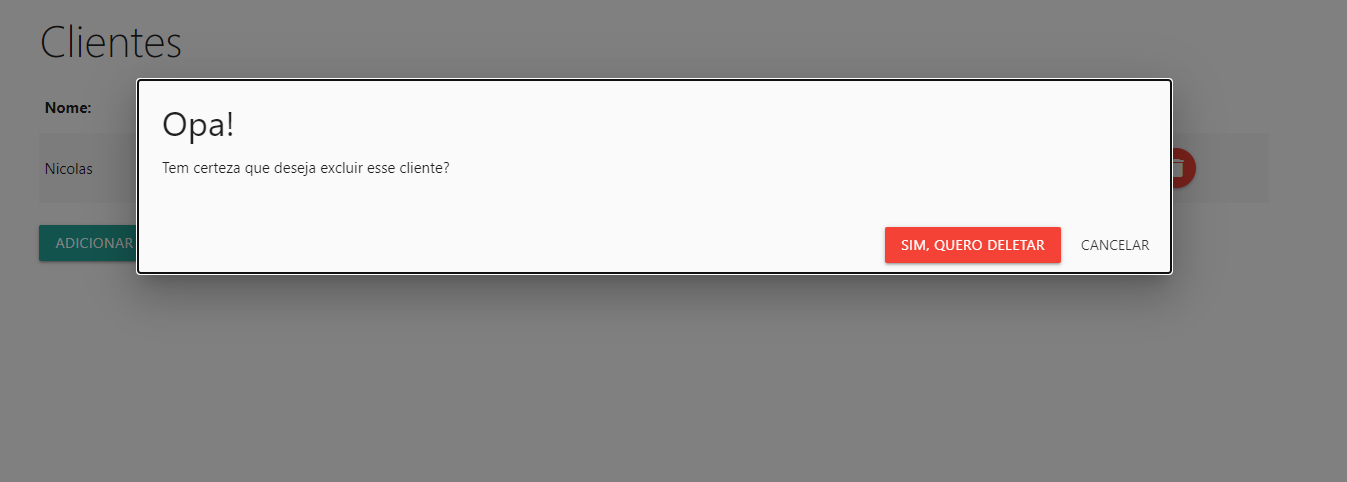 Clientes
Nome:
Opa!
Tem certeza que deseja excluir esse cliente?
Nicolas
ADICIONAR
SIM, QUERO DELETAR CANCELAR